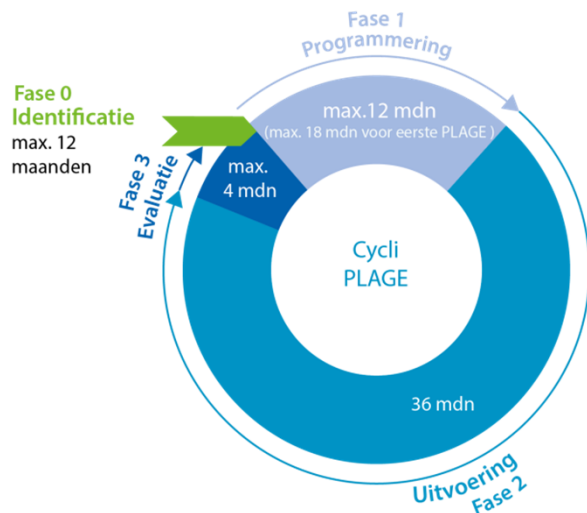 Fase 1
Programmering
Fase 0
Identificatie
max. 12
maanden
max.12 mdn
(max. 18 mdn voor eerste PLAGE )
Fase 3
Evaluatie
max.
4 mdn
Cycli
PLAGE
36 mdn
Uitvoering
Fase 2